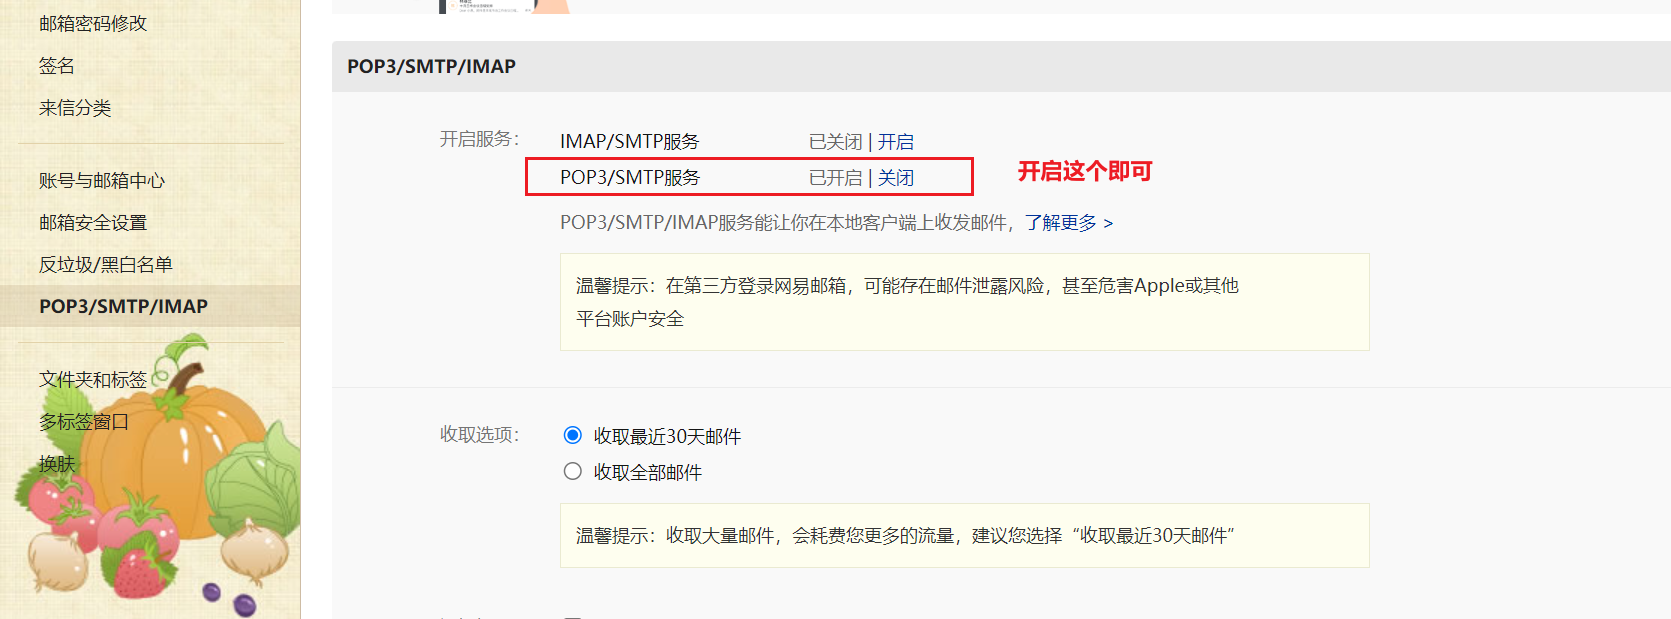 邮箱密码修改
签名
来信分类
账号与邮箱中心
邮箱安全设置
反垃圾/黑白名单
POP3/SMTP/IMAP
文件夹和标签
多标签窗口
换肤
POP3/SMTP/IMAP
开启服务：
IMAP/SMTP服务 已关闭 | 开启
POP3/SMTP服务 已开启 | 关闭
开启这个即可
POP3/SMTP/IMAP服务能让你在本地客户端上收发邮件，了解更多 >
温馨提示：在第三方登录网易邮箱，可能存在邮件泄露风险，甚至危害Apple或其他
平台账户安全
收取选项：
收取最近30天邮件
收取全部邮件
温馨提示：收取大量邮件，会耗费您更多的流量，建议您选择“收取最近30天邮件”